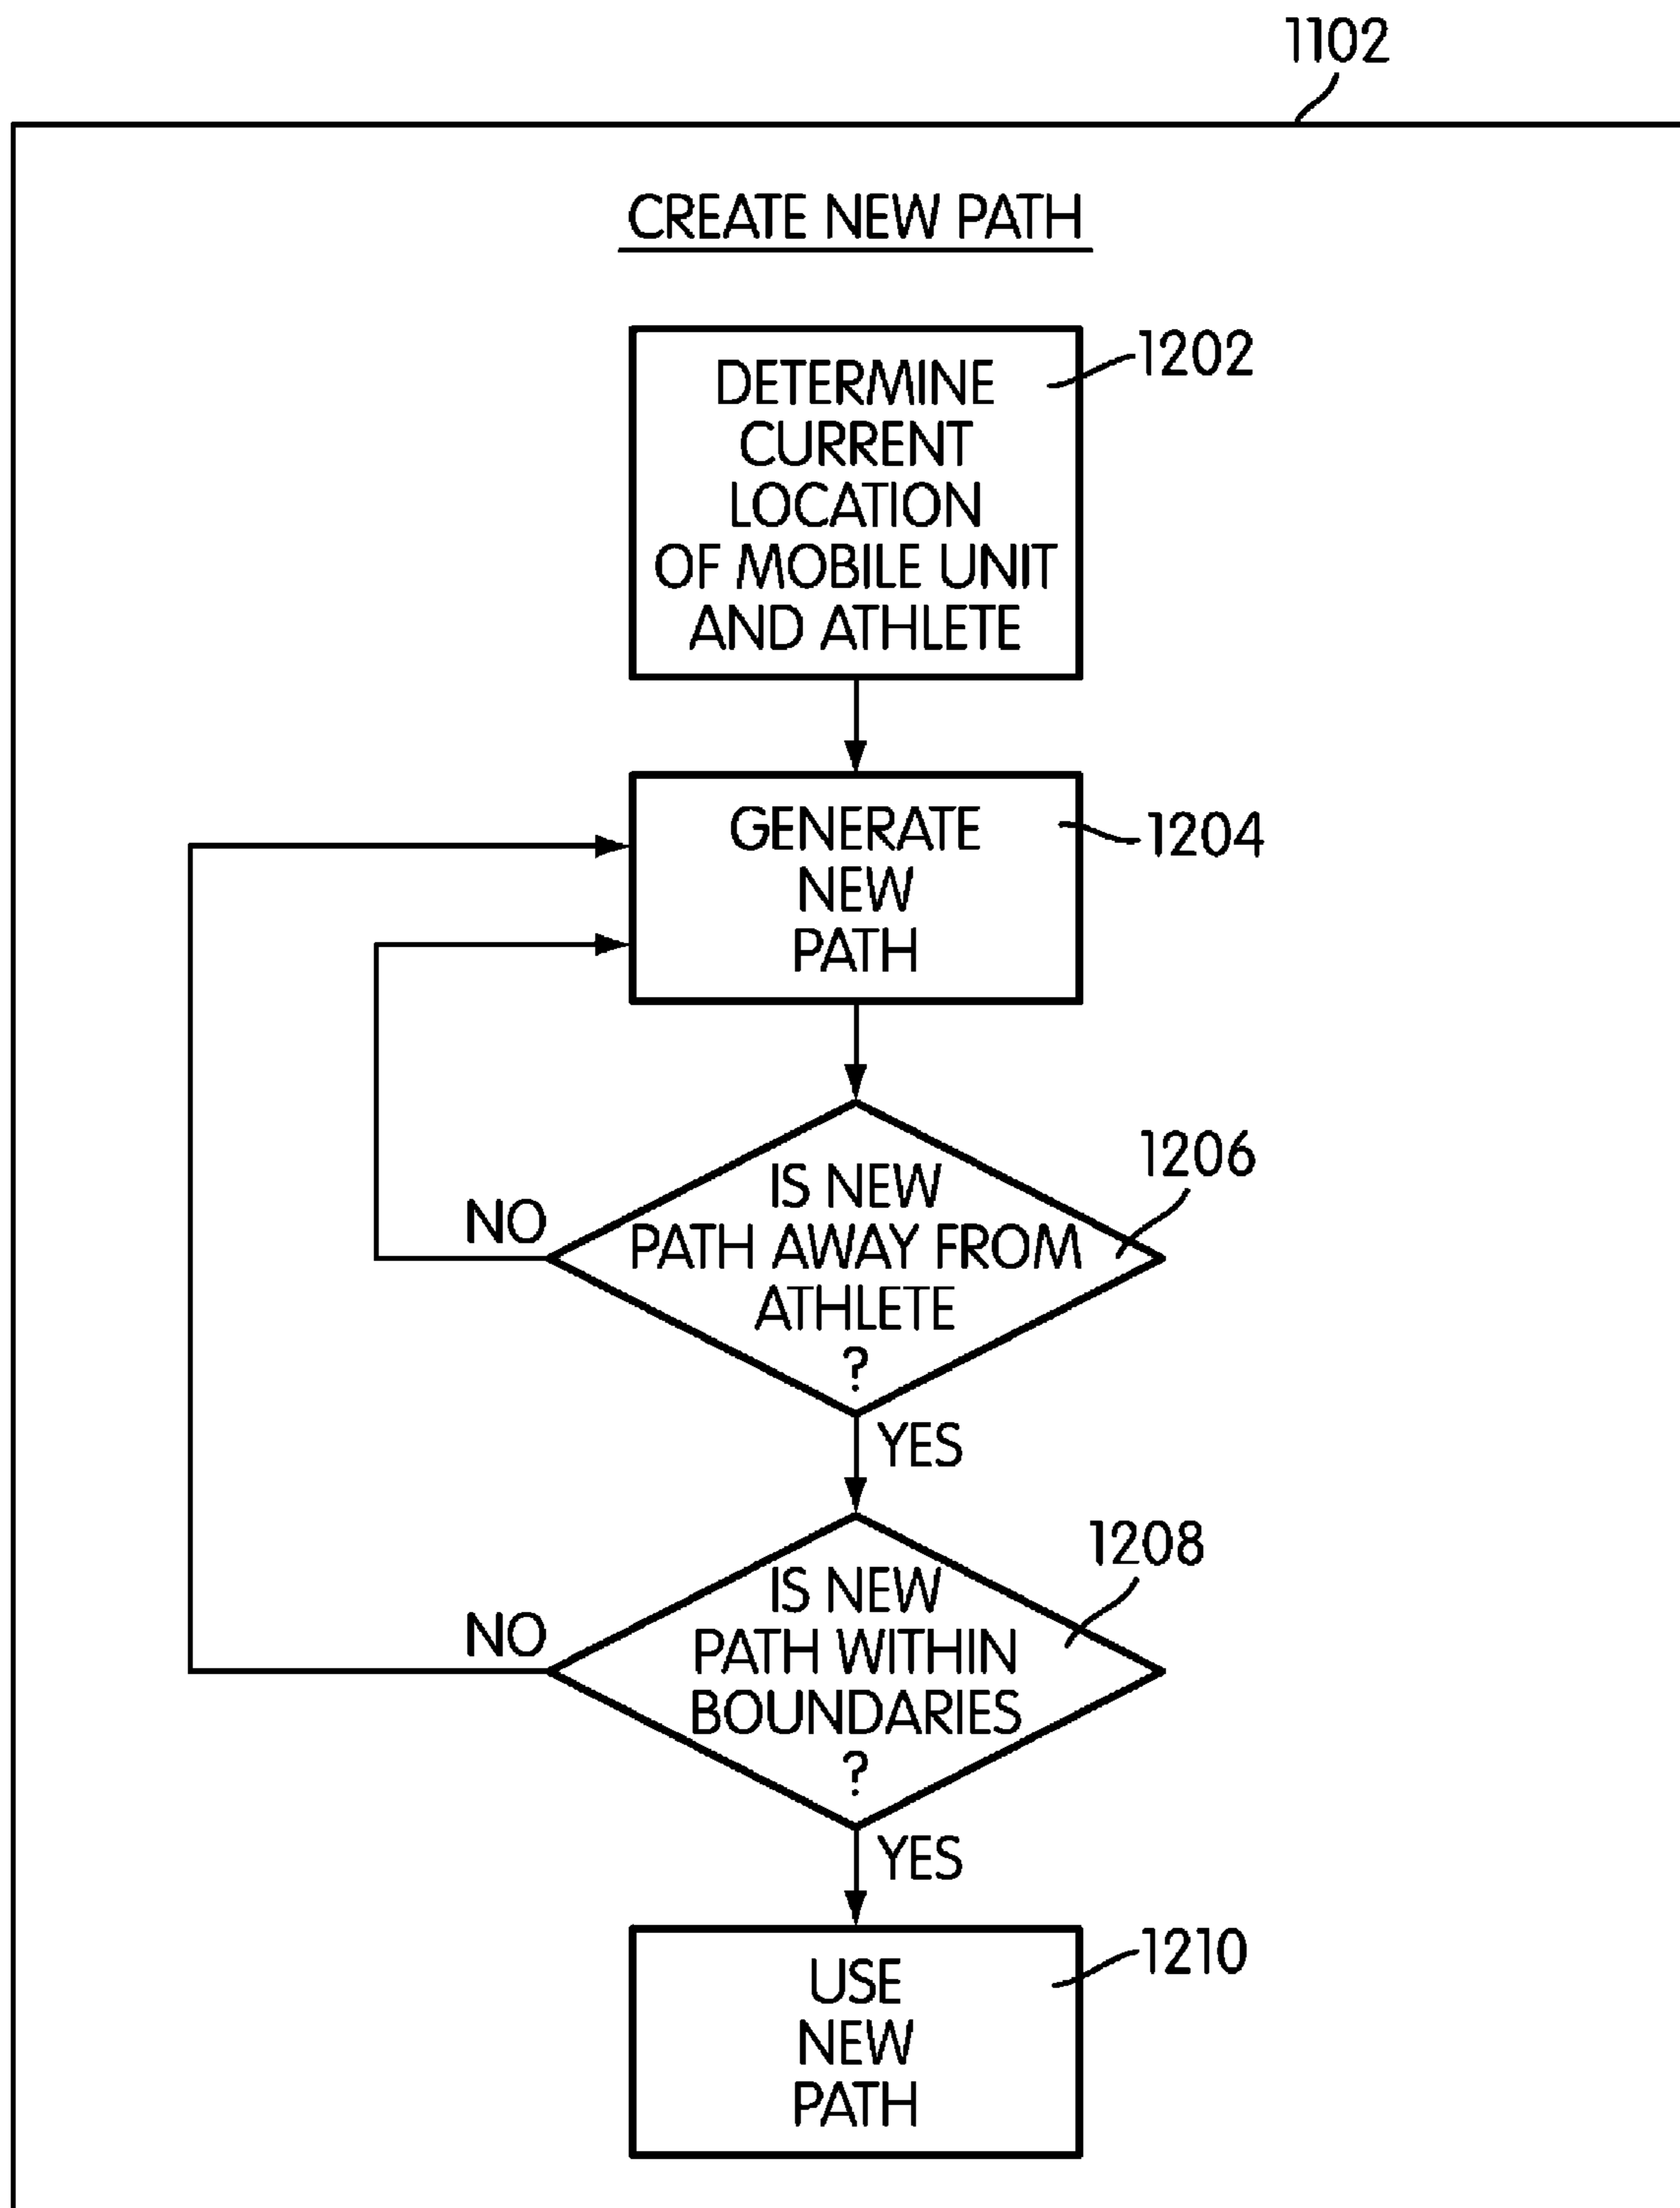 1102
CREATE NEW PATH
DETERMINE
CURRENT
LOCATION
OF MOBILE UNIT
AND ATHLETE
1202
GENERATE
NEW
PATH
1204
IS NEW
PATH AWAY FROM
ATHLETE
?
1206
NO
YES
IS NEW
PATH WITHIN
BOUNDARIES
?
1208
NO
YES
USE
NEW
PATH
1210